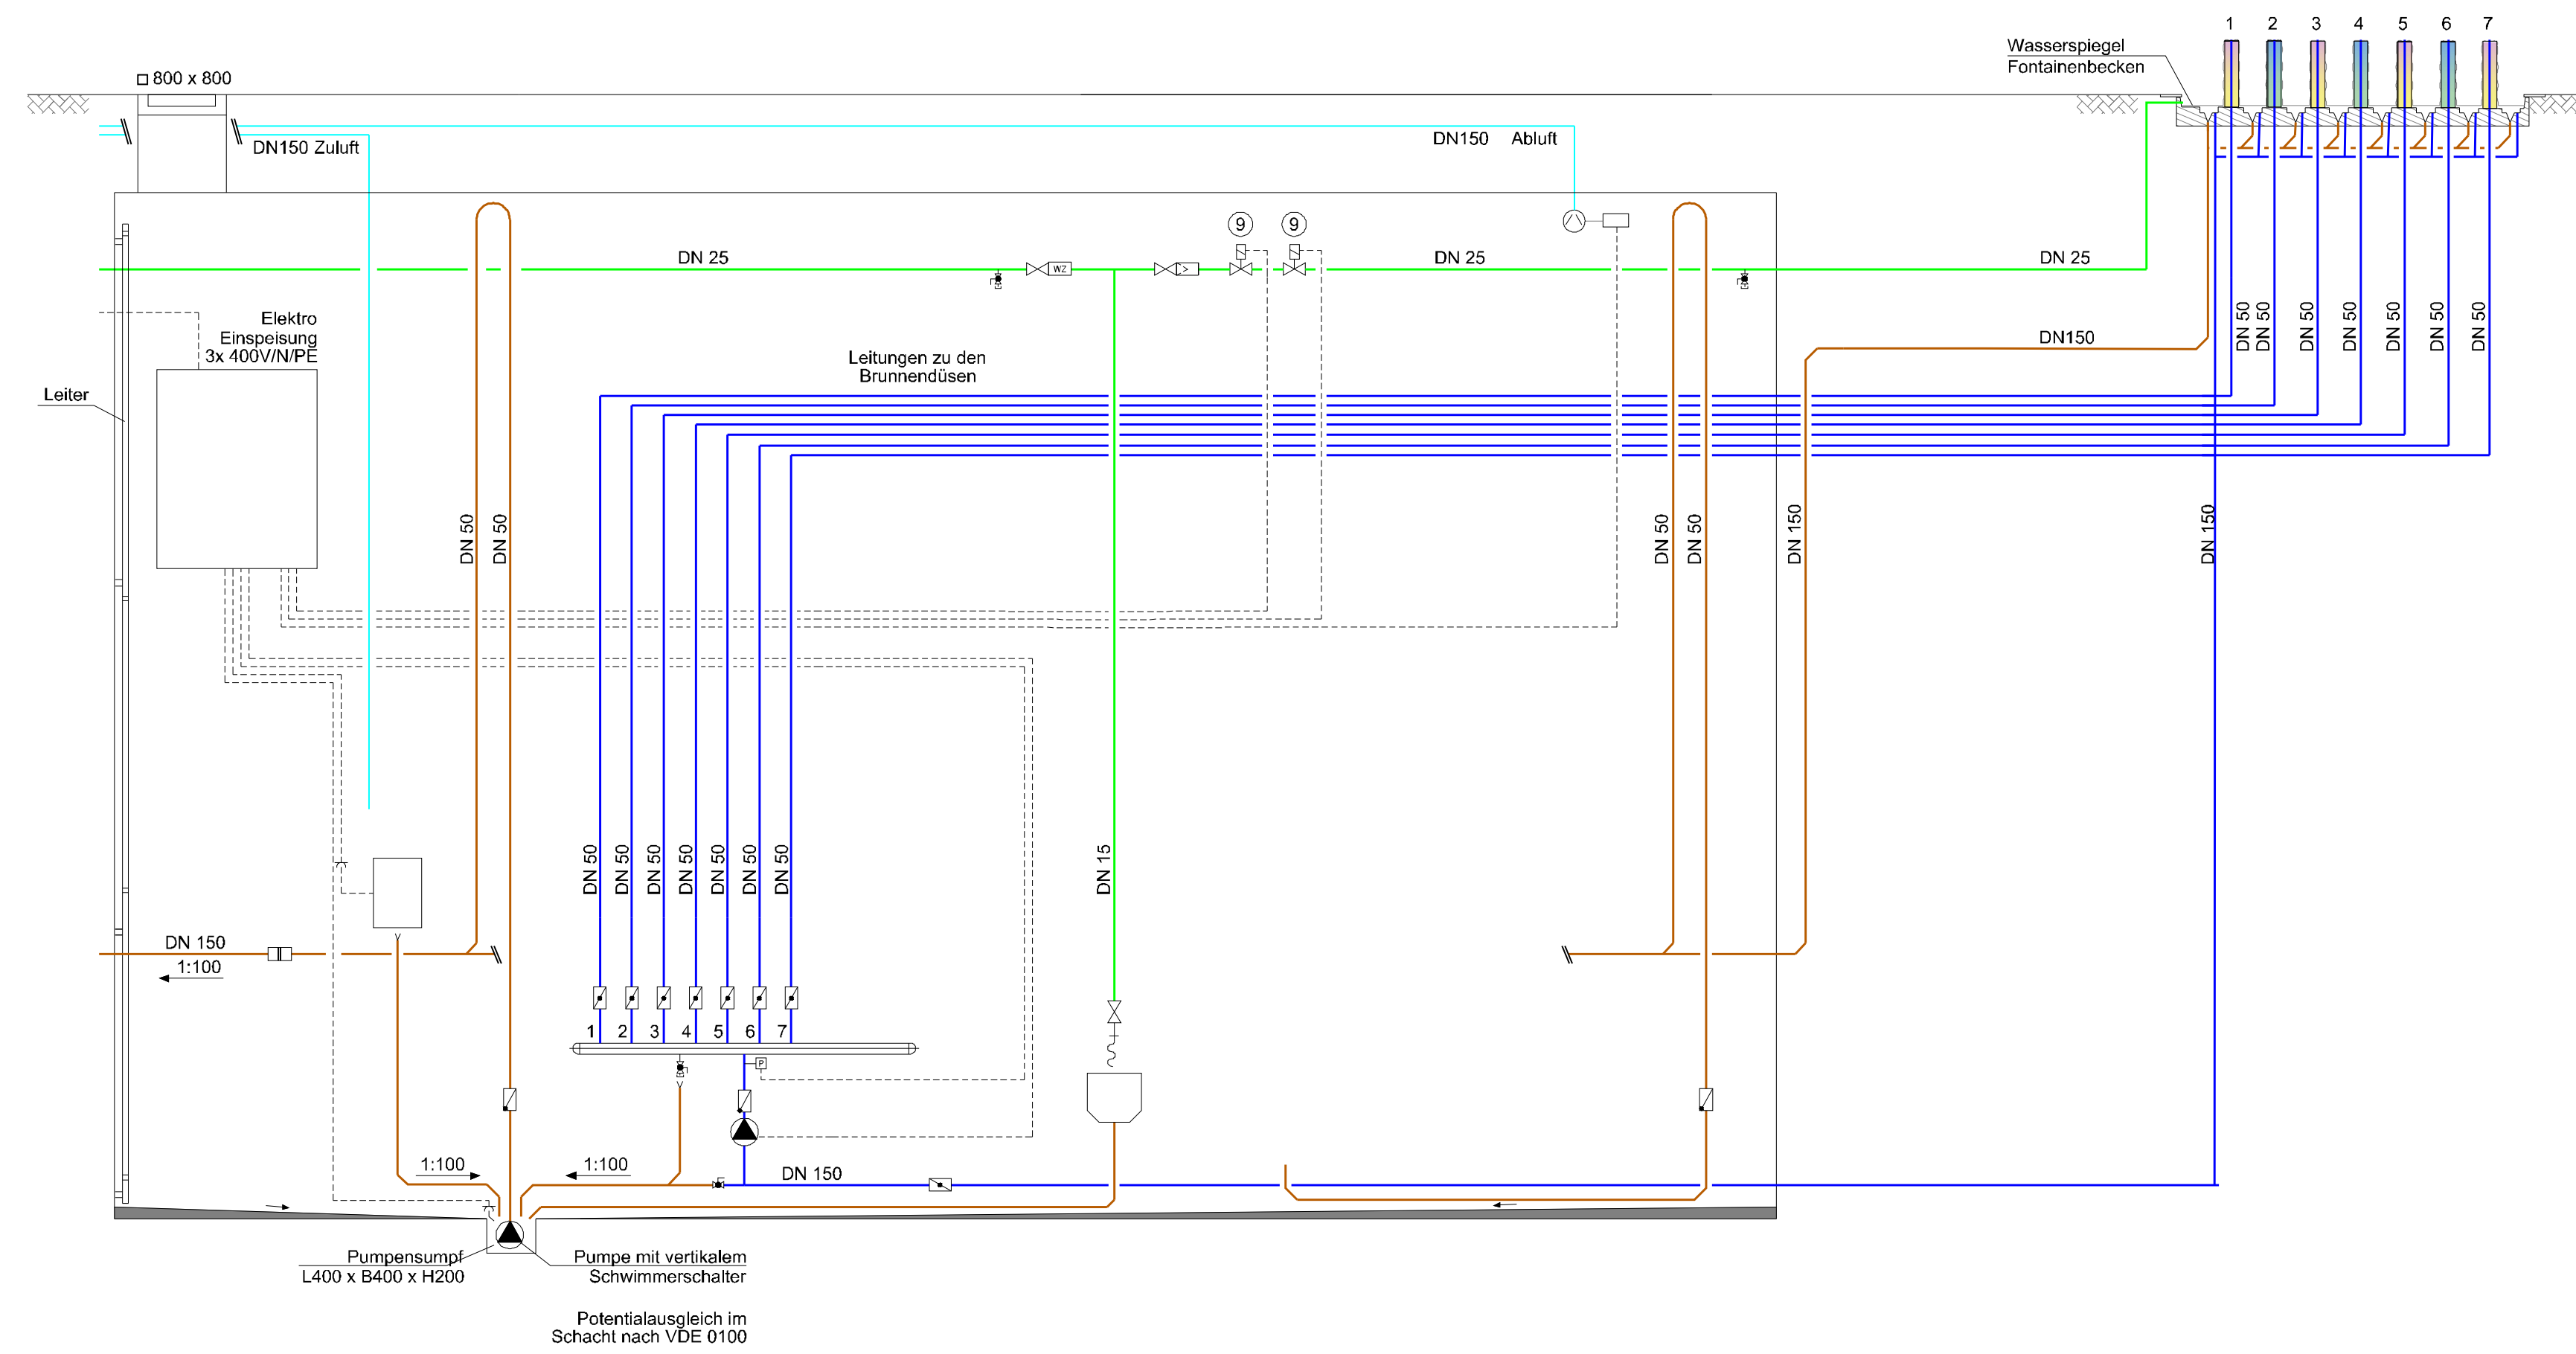 1 2 3 4 5 6 7
Wasserspiegel
Fontainenbecken
800 x 800
DN150 Zuluft
DN150 Abluft
9 9
DN 25 DN 25 DN 25
WZ >
Elektro
Einspeisung
3x 400V/N/PE
Leiter
Leitungen zu den
Brunnendüsen
DN150
DN 50 DN 50 DN 50 DN 50 DN 50 DN 50 DN 50
DN 50 DN 50
DN 50 DN 50 DN 150 DN 150
DN 50 DN 50 DN 50 DN 50 DN 50 DN 50 DN 50
DN 15
DN 150
1:100
1 2 3 4 5 6 7
P
1:100 1:100
DN 150
Pumpensumpf
L400 x B400 x H200
Pumpe mit vertikalem
Schwimmerschalter
Potentialausgleich im
Schacht nach VDE 0100